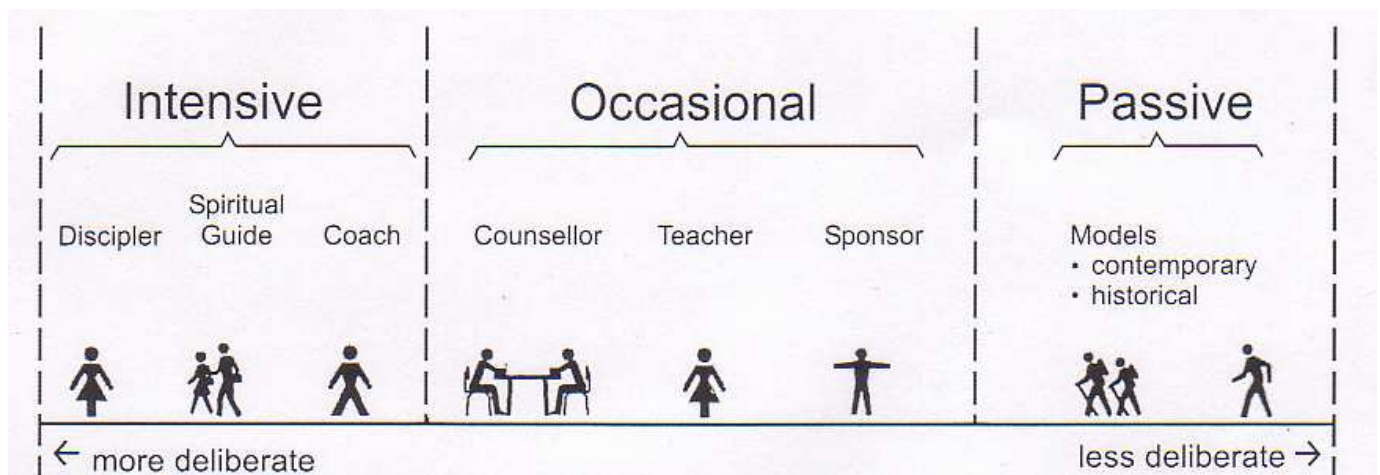 Intensive
Occasional
Passive
Discipler
Spiritual
Guide
Coach
Counsellor
Teacher
Sponsor
Models
• contemporary
• historical
← more deliberate
less deliberate →